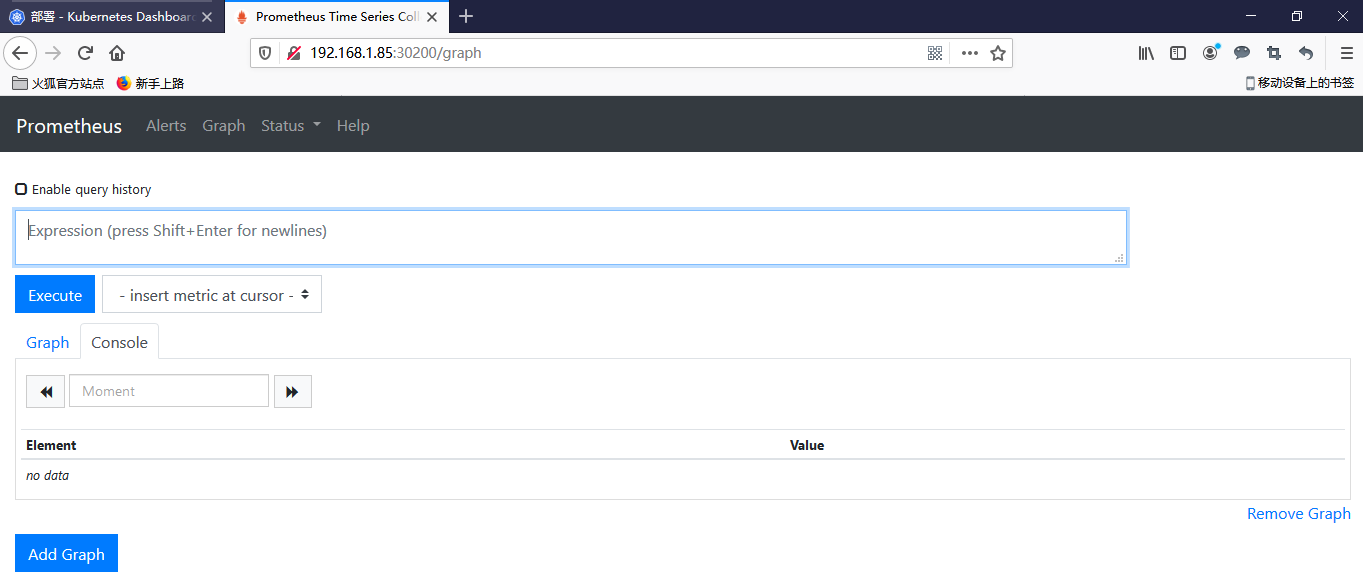 部署 - Kubernetes Dashboard
Prometheus Time Series Coll
192.168.1.85:30200/graph
火狐官方站点
新手上路
移动设备上的书签
Prometheus
Alerts
Graph
Status
Help
Enable query history
Expression (press Shift+Enter for newlines)
Execute
- insert metric at cursor -
Graph
Console
Moment
Element
Value
no data
Remove Graph
Add Graph